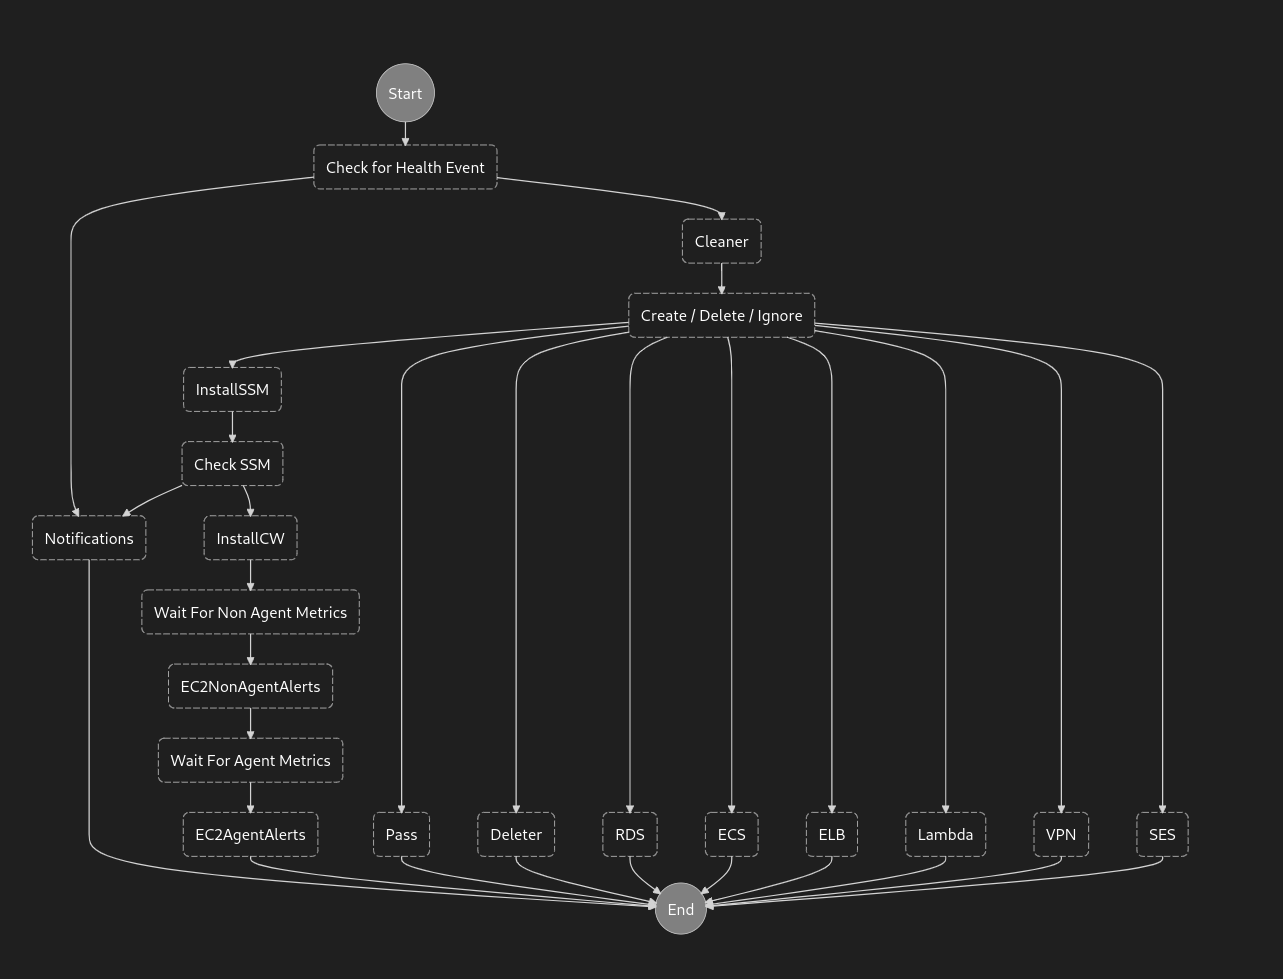 Start
Check for Health Event
Cleaner
Create / Delete / Ignore
InstallSSM
Check SSM
Notifications
InstallCW
Wait For Non Agent Metrics
EC2NonAgentAlerts
Wait For Agent Metrics
EC2AgentAlerts
Pass
Deleter
RDS
ECS
ELB
Lambda
VPN
SES
End